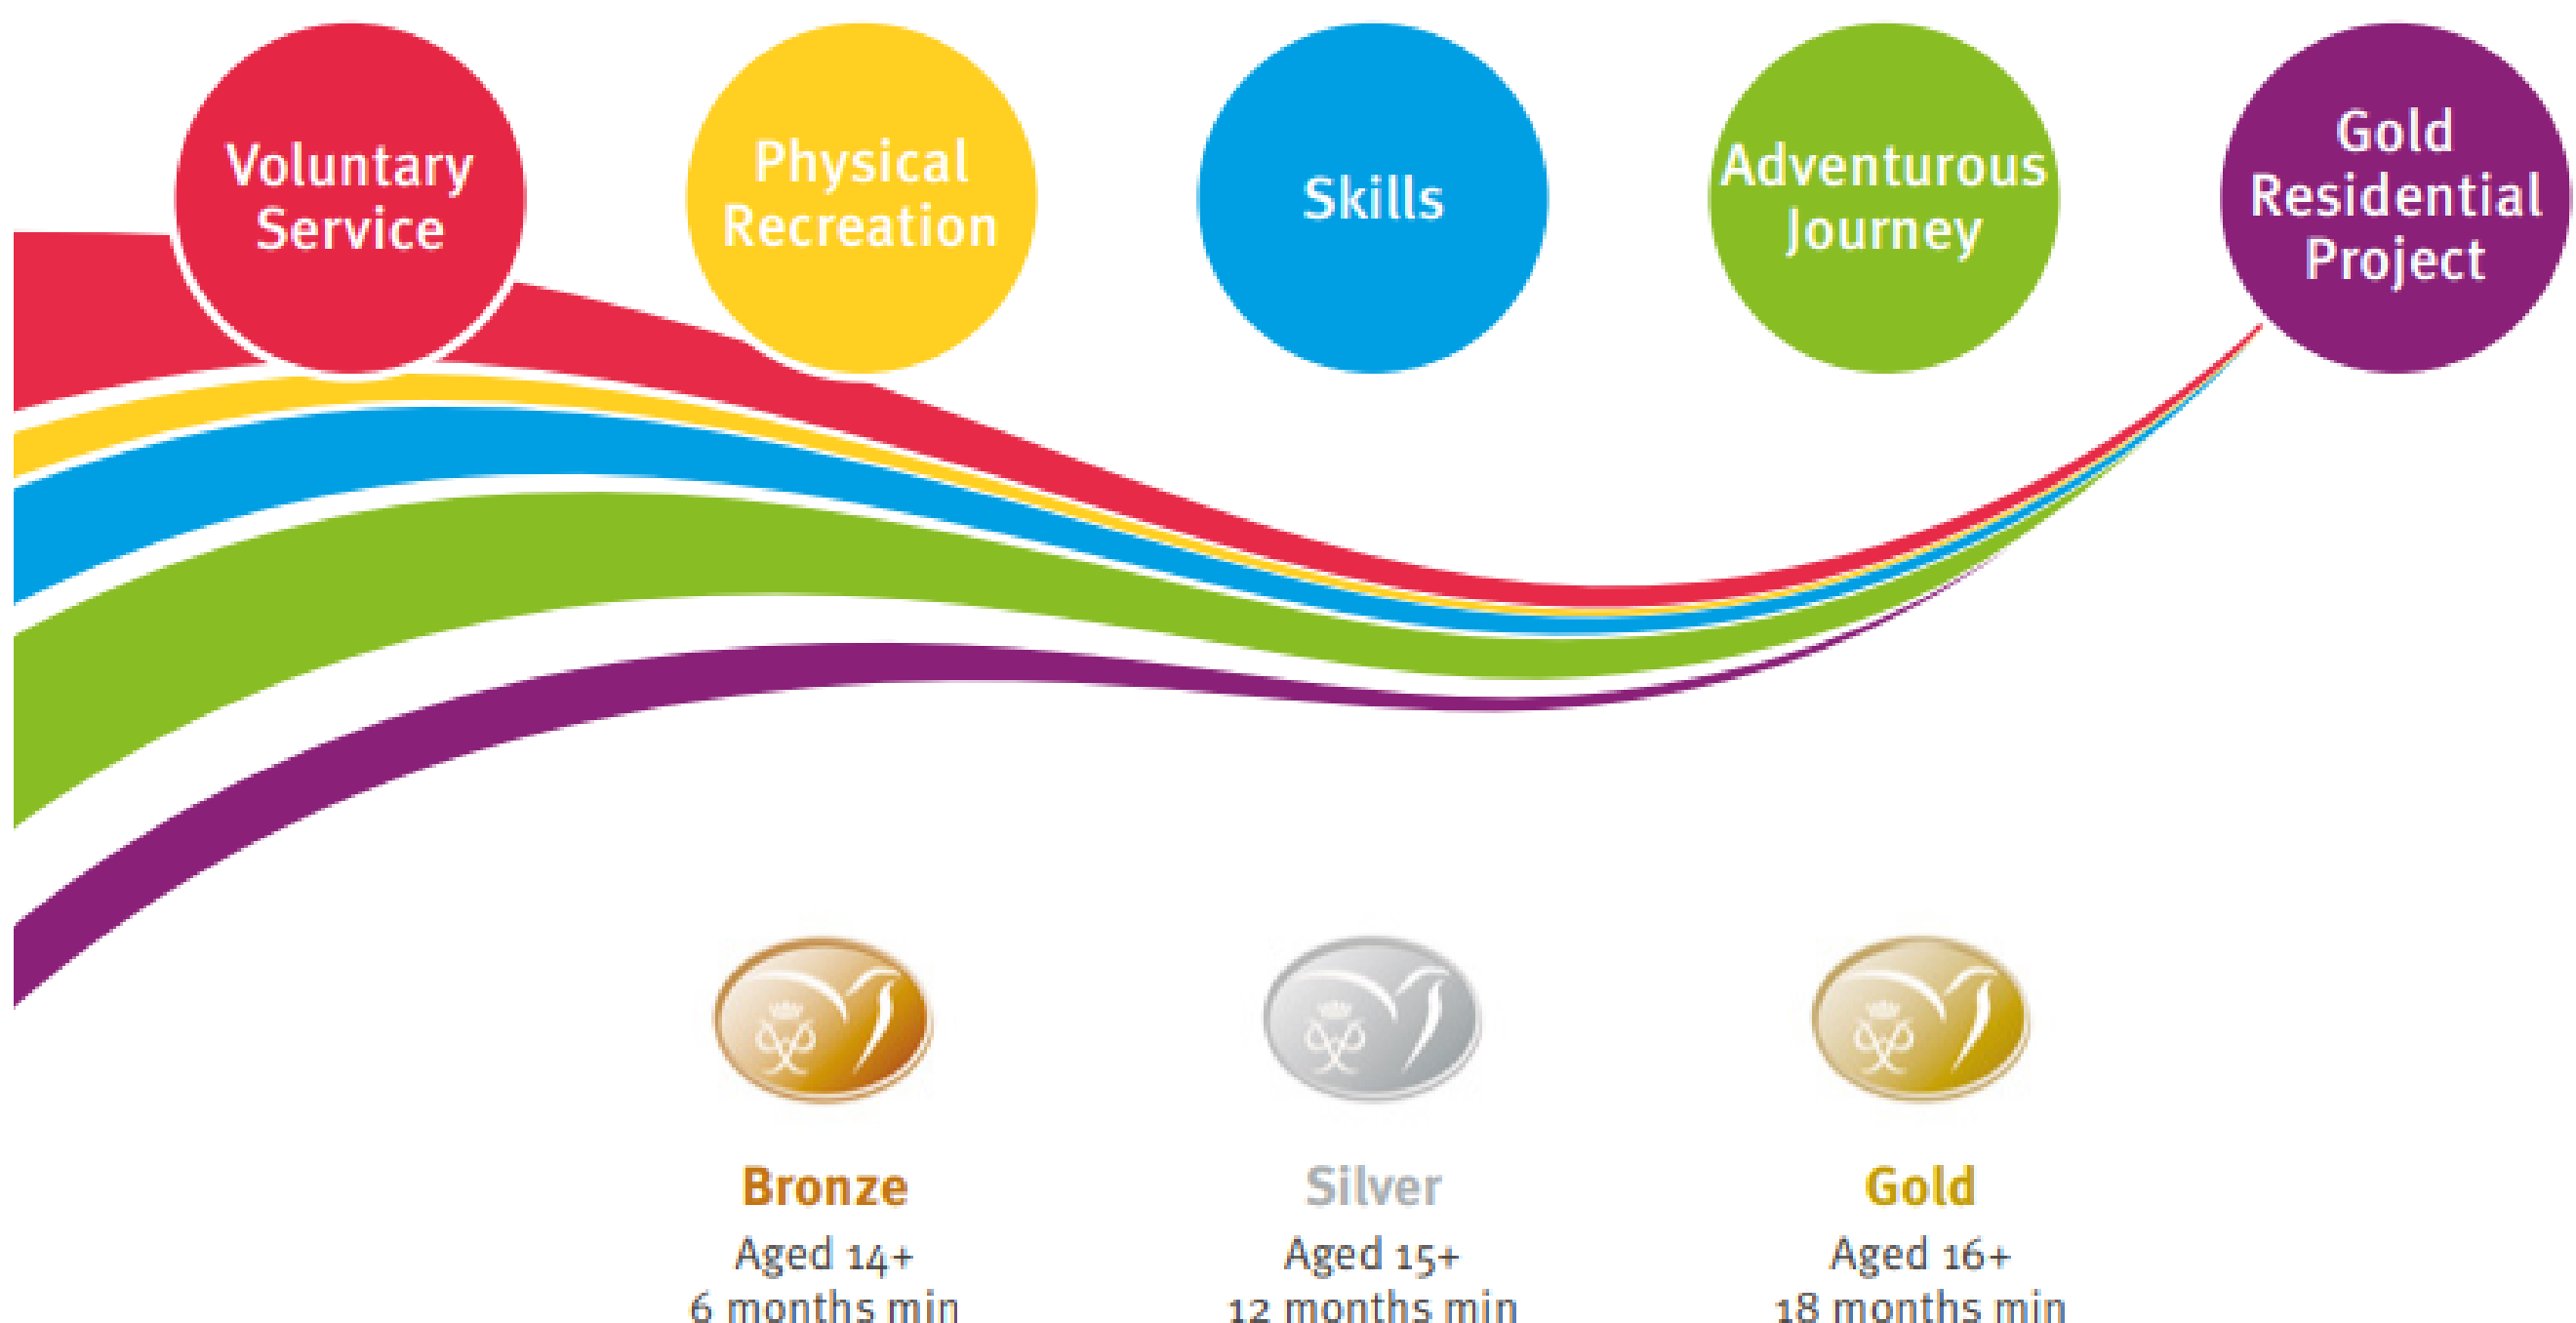 Voluntary
Service
Physical
Recreation
Skills
Adventurous
Journey
Gold
Residential
Project
Bronze
Aged 14+
6 months min
Silver
Aged 15+
12 months min
Gold
Aged 16+
18 months min